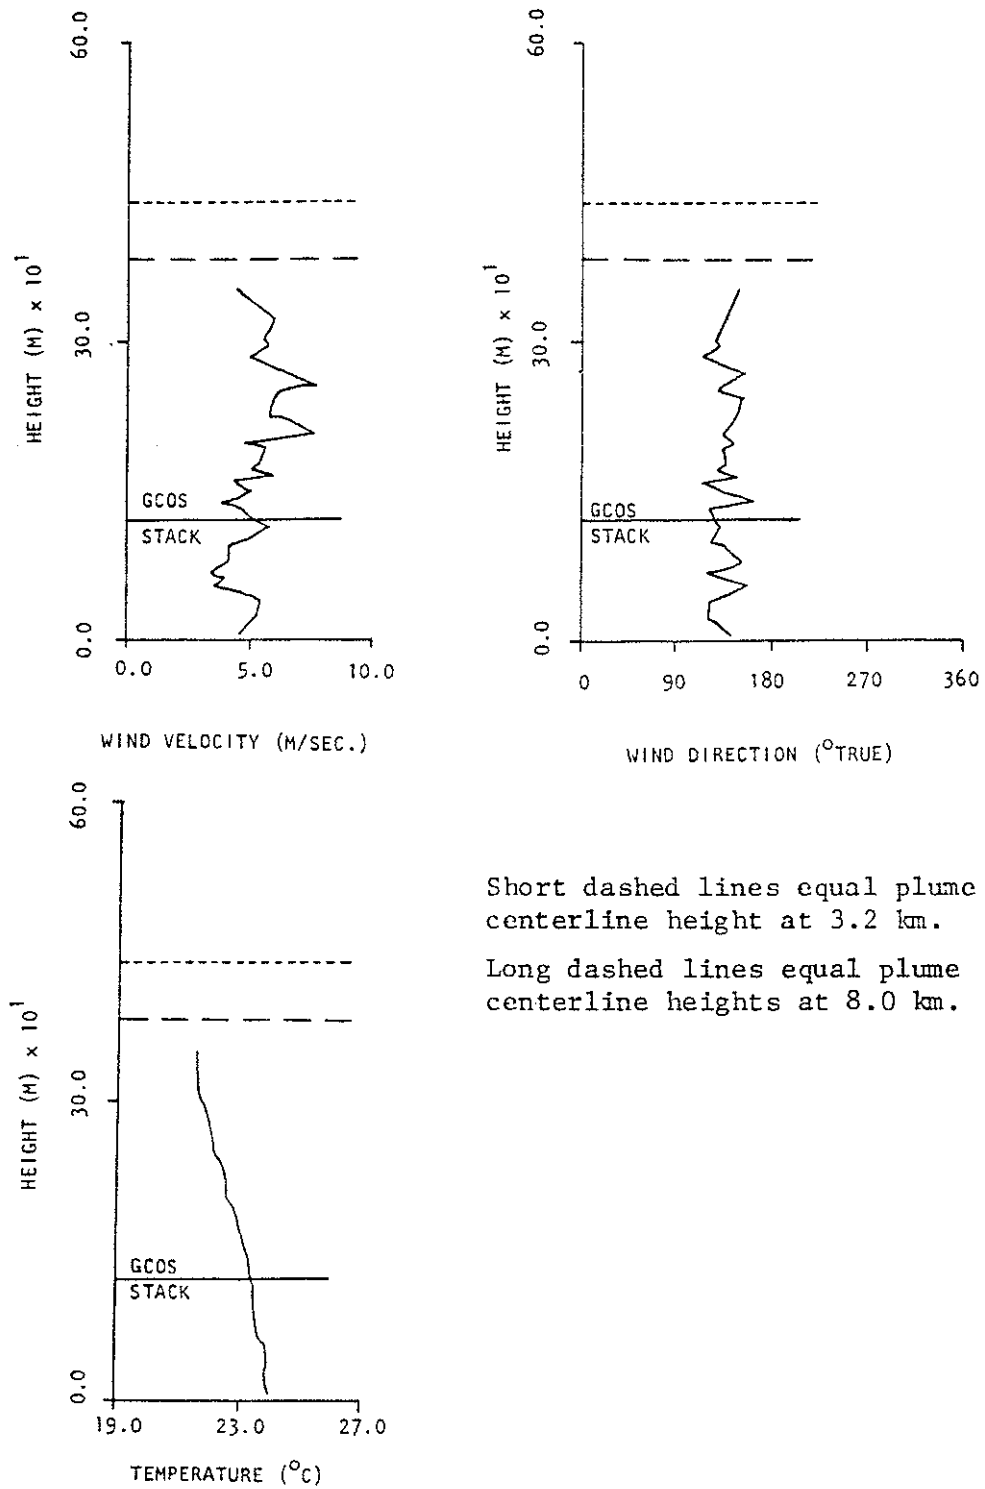 60.0
30.0
0.0
HEIGHT (M) x 10¹
GCOS
STACK
0.0 5.0 10.0
WIND VELOCITY (M/SEC.)
60.0
30.0
0.0
HEIGHT (M) x 10¹
GCOS
STACK
0 90 180 270 360
WIND DIRECTION (°TRUE)
60.0
30.0
0.0
HEIGHT (M) x 10¹
GCOS
STACK
19.0 23.0 27.0
TEMPERATURE (°C)
Short dashed lines equal plume
centerline height at 3.2 km.
Long dashed lines equal plume
centerline heights at 8.0 km.